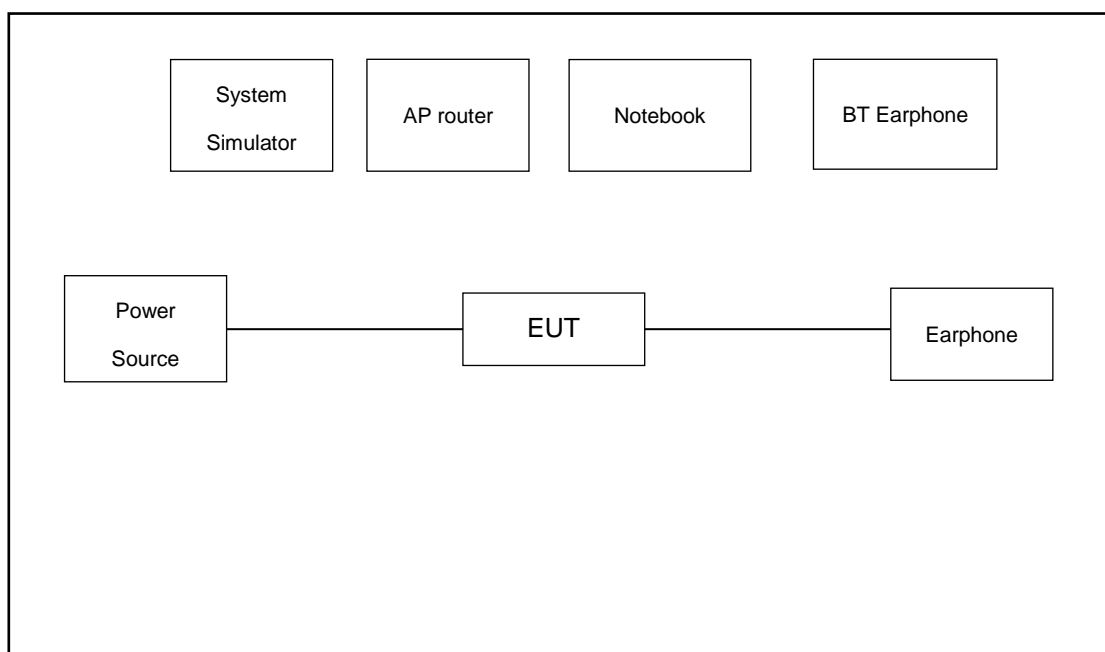 System
Simulator
AP router
Notebook
BT Earphone
Power
Source
EUT
Earphone